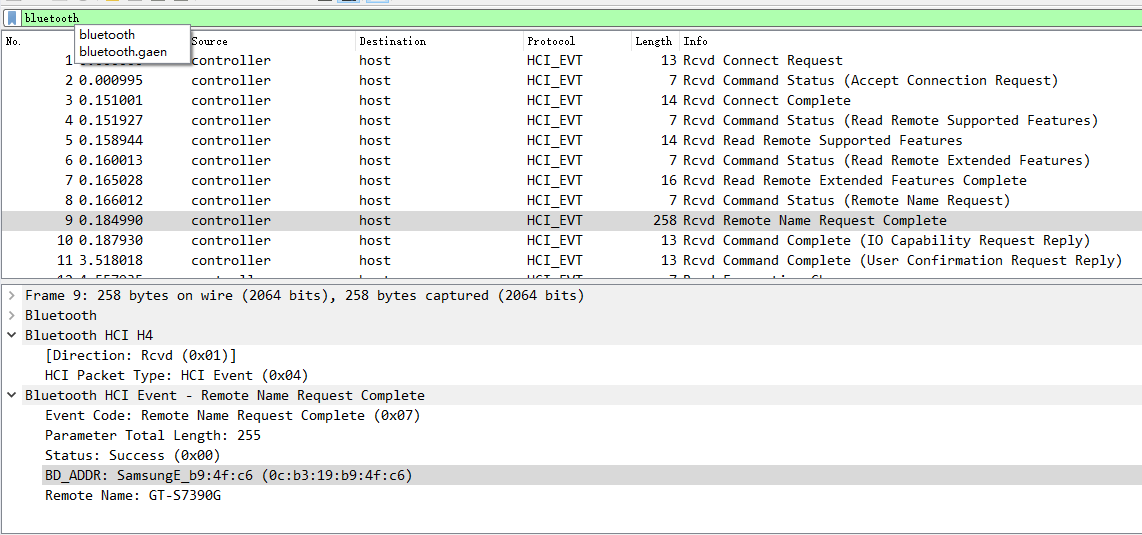 bluetooth
bluetooth
bluetooth.gaen
No. Source Destination Protocol Length Info
1 controller host HCI_EVT 13 Rcvd Connect Request
2 0.000995 controller host HCI_EVT 7 Rcvd Command Status (Accept Connection Request)
3 0.151001 controller host HCI_EVT 14 Rcvd Connect Complete
4 0.151927 controller host HCI_EVT 7 Rcvd Command Status (Read Remote Supported Features)
5 0.158944 controller host HCI_EVT 14 Rcvd Read Remote Supported Features
6 0.160013 controller host HCI_EVT 7 Rcvd Command Status (Read Remote Extended Features)
7 0.165028 controller host HCI_EVT 16 Rcvd Read Remote Extended Features Complete
8 0.166012 controller host HCI_EVT 7 Rcvd Command Status (Remote Name Request)
9 0.184990 controller host HCI_EVT 258 Rcvd Remote Name Request Complete
10 0.187930 controller host HCI_EVT 13 Rcvd Command Complete (IO Capability Request Reply)
11 3.518018 controller host HCI_EVT 13 Rcvd Command Complete (User Confirmation Request Reply)
Frame 9: 258 bytes on wire (2064 bits), 258 bytes captured (2064 bits)
Bluetooth
Bluetooth HCI H4
[Direction: Rcvd (0x01)]
HCI Packet Type: HCI Event (0x04)
Bluetooth HCI Event - Remote Name Request Complete
Event Code: Remote Name Request Complete (0x07)
Parameter Total Length: 255
Status: Success (0x00)
BD_ADDR: SamsungE_b9:4f:c6 (0c:b3:19:b9:4f:c6)
Remote Name: GT-S7390G